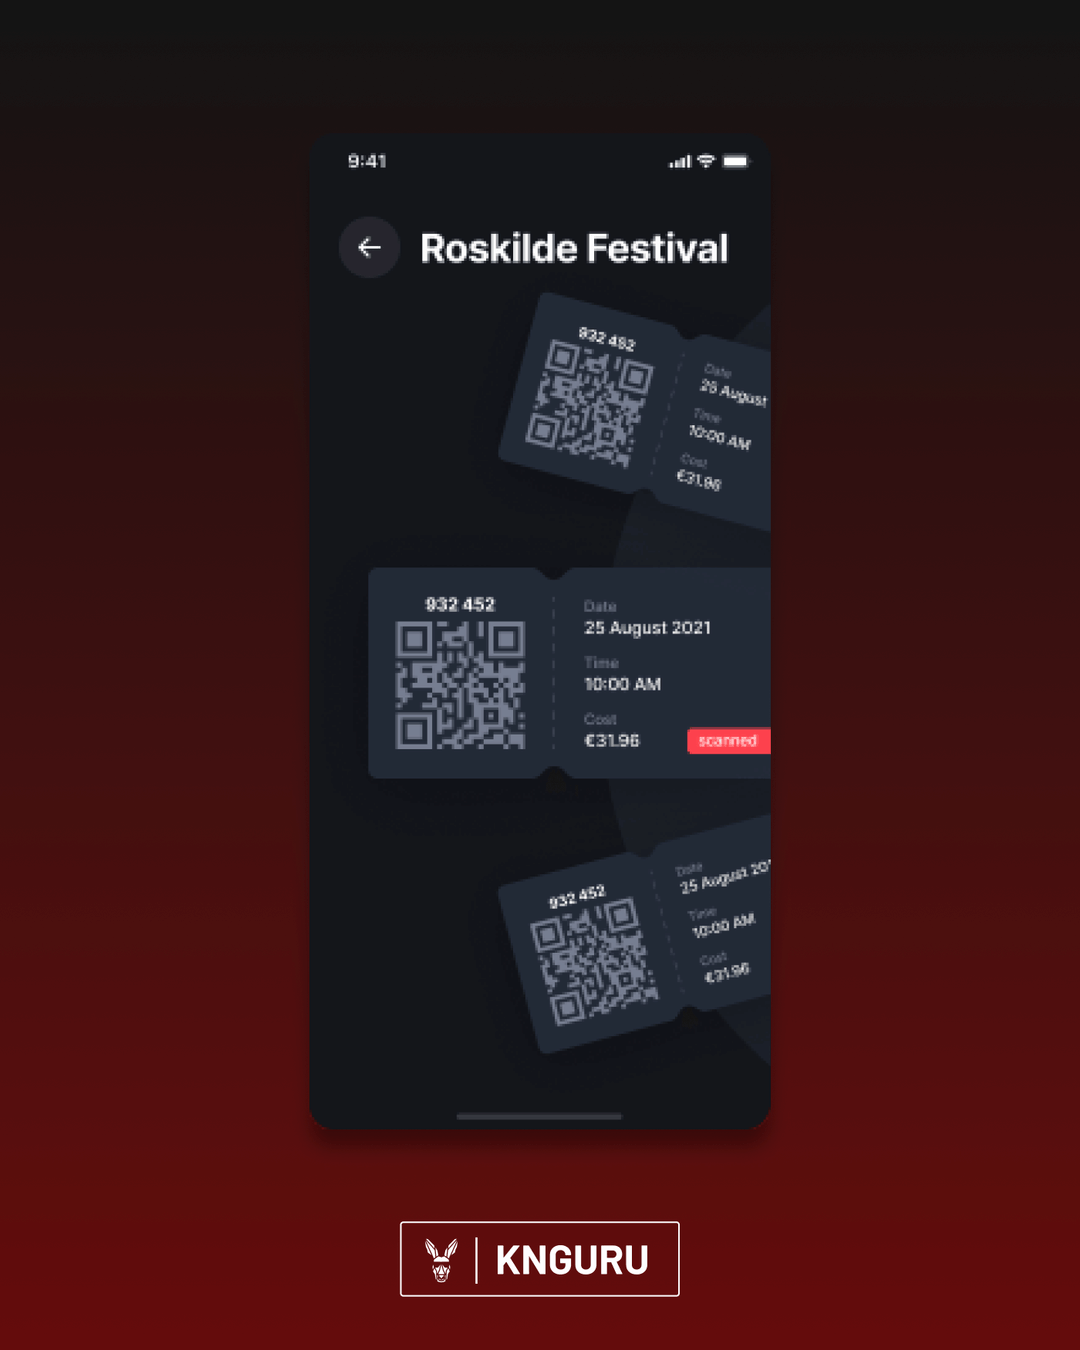 9:41
Roskilde Festival
932 452
Date
25 August
Time
10:00 AM
Cost
€31.96
932 452
Date
25 August 2021
Time
10:00 AM
Cost
€31.96
scanned
932 452
Date
25 August 20
Time
10:00 AM
Cost
€31.96
KNGURU